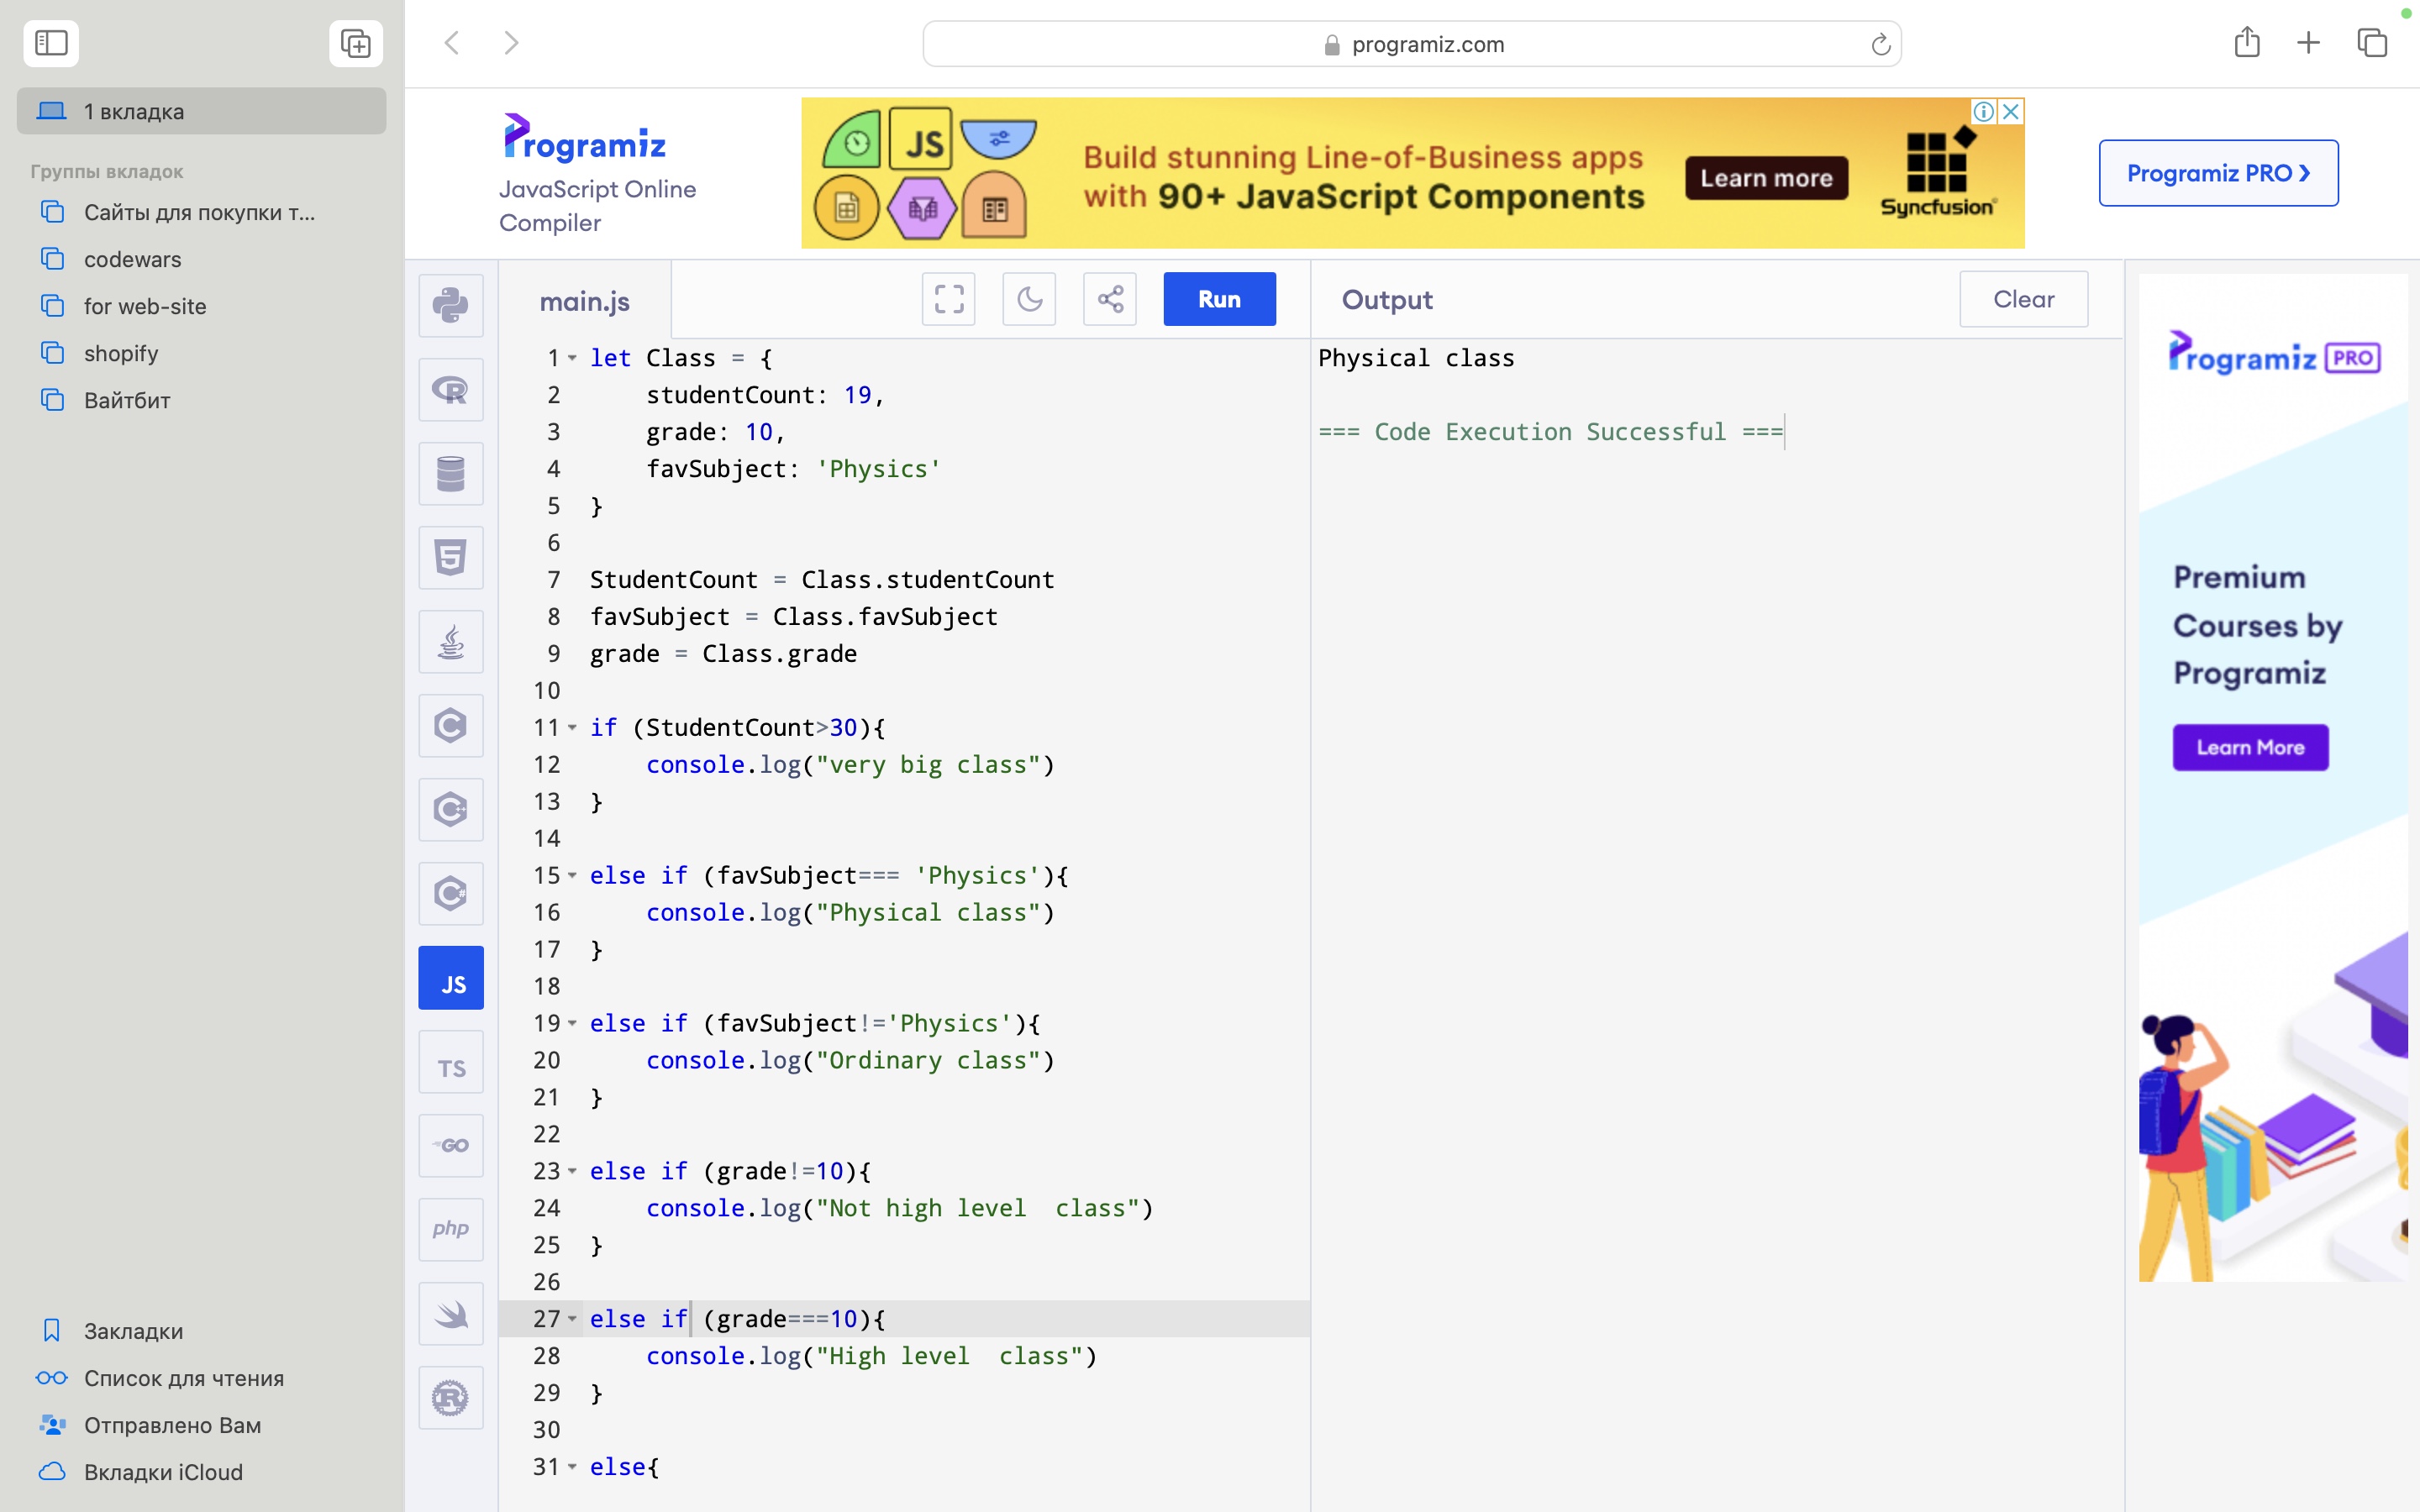 programiz.com
1 вкладка
Группы вкладок
Сайты для покупки т...
codewars
for web-site
shopify
Вайтбит
Закладки
Список для чтения
Отправлено Вам
Вкладки iCloud
Programiz
JavaScript Online
Compiler
JS
Build stunning Line-of-Business apps
with 90+ JavaScript Components
Learn more
Syncfusion
Programiz PRO ❯
main.js
Run
R
5
C
C++
C#
JS
TS
GO
php
R
1 let Class = {
2     studentCount: 19,
3     grade: 10,
4     favSubject: 'Physics'
5 }
6
7 StudentCount = Class.studentCount
8 favSubject = Class.favSubject
9 grade = Class.grade
10
11 if (StudentCount>30){
12     console.log("very big class")
13 }
14
15 else if (favSubject=== 'Physics'){
16     console.log("Physical class")
17 }
18
19 else if (favSubject!='Physics'){
20     console.log("Ordinary class")
21 }
22
23 else if (grade!=10){
24     console.log("Not high level  class")
25 }
26
27 else if (grade===10){
28     console.log("High level  class")
29 }
30
31 else{
Output
Clear
Physical class
=== Code Execution Successful ===
Programiz PRO
Premium
Courses by
Programiz
Learn More